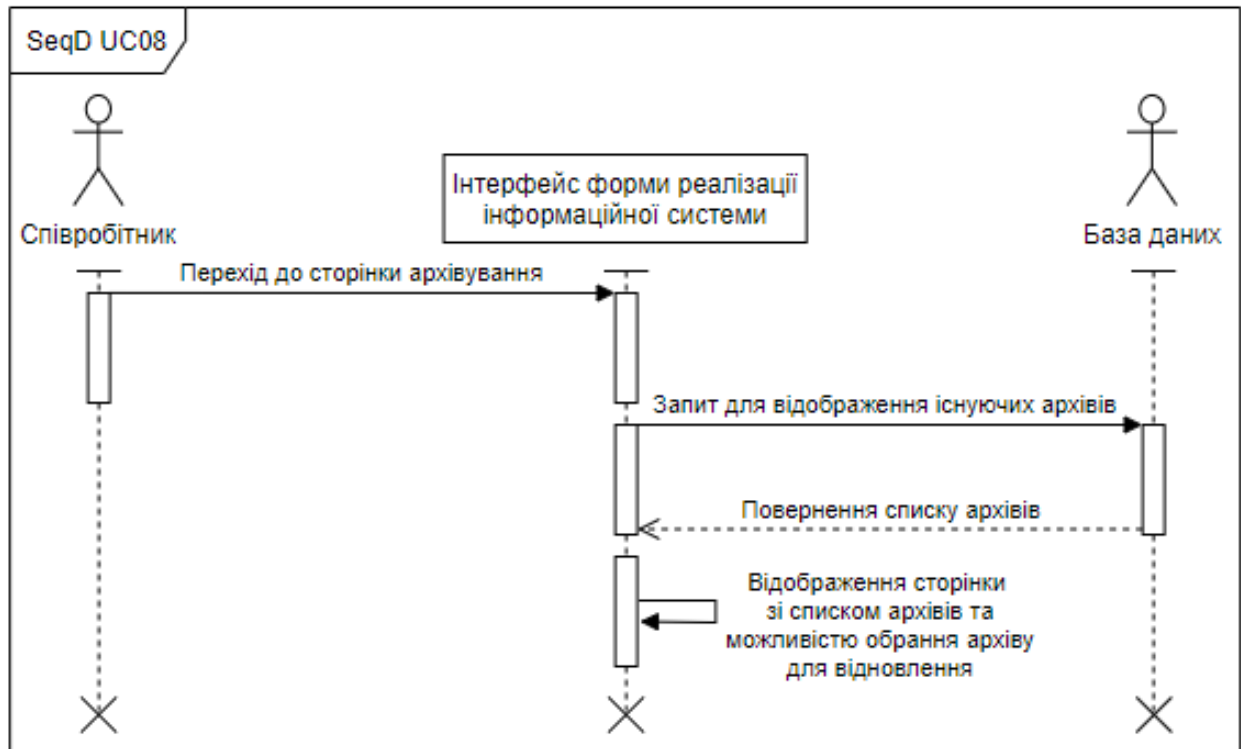 SeqD UC08
Співробітник
Інтерфейс форми реалізації
інформаційної системи
База даних
Перехід до сторінки архівування
Запит для відображення існуючих архівів
Повернення списку архівів
Відображення сторінки
зі списком архівів та
можливістю обрання архіву
для відновлення